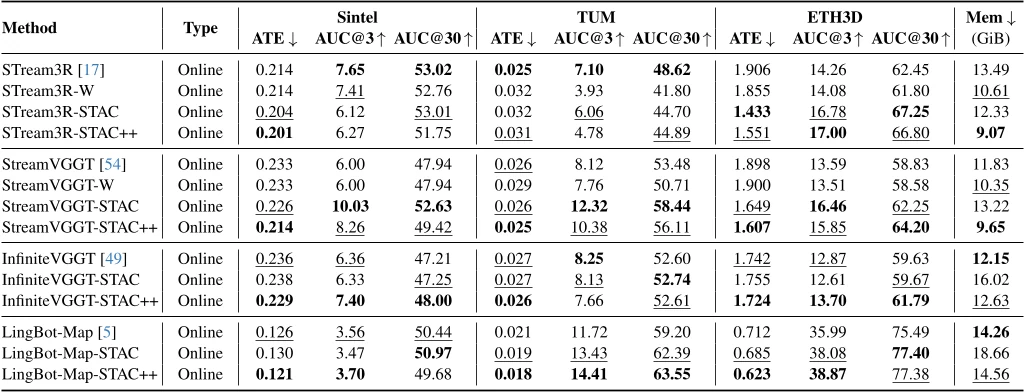 Method Type Sintel TUM ETH3D Mem ↓
ATE ↓ AUC@3 ↑ AUC@30 ↑ ATE ↓ AUC@3 ↑ AUC@30 ↑ ATE ↓ AUC@3 ↑ AUC@30 ↑ (GiB)
STream3R [17] Online 0.214 7.65 53.02 0.025 7.10 48.62 1.906 14.26 62.45 13.49
STream3R-W Online 0.214 7.41 52.76 0.032 3.93 41.80 1.855 14.08 61.80 10.61
STream3R-STAC Online 0.204 6.12 53.01 0.032 6.06 44.70 1.433 16.78 67.25 12.33
STream3R-STAC++ Online 0.201 6.27 51.75 0.031 4.78 44.89 1.551 17.00 66.80 9.07
StreamVGGT [54] Online 0.233 6.00 47.94 0.026 8.12 53.48 1.898 13.59 58.83 11.83
StreamVGGT-W Online 0.233 6.00 47.94 0.029 7.76 50.71 1.900 13.51 58.58 10.35
StreamVGGT-STAC Online 0.226 10.03 52.63 0.026 12.32 58.44 1.649 16.46 62.25 13.22
StreamVGGT-STAC++ Online 0.214 8.26 49.42 0.025 10.38 56.11 1.607 15.85 64.20 9.65
InfiniteVGGT [49] Online 0.236 6.36 47.21 0.027 8.25 52.60 1.742 12.87 59.63 12.15
InfiniteVGGT-STAC Online 0.238 6.33 47.25 0.027 8.13 52.74 1.755 12.61 59.67 16.02
InfiniteVGGT-STAC++ Online 0.229 7.40 48.00 0.026 7.66 52.61 1.724 13.70 61.79 12.63
LingBot-Map [5] Online 0.126 3.56 50.44 0.021 11.72 59.20 0.712 35.99 75.49 14.26
LingBot-Map-STAC Online 0.130 3.47 50.97 0.019 13.43 62.39 0.685 38.08 77.40 18.66
LingBot-Map-STAC++ Online 0.121 3.70 49.68 0.018 14.41 63.55 0.623 38.87 77.38 14.56